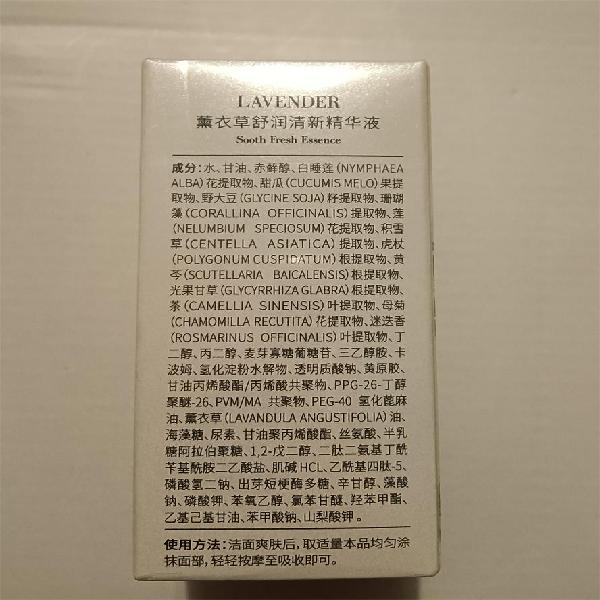 LAVENDER
薰衣草舒润清新精华液
Sooth Fresh Essence
成分:水、甘油、赤藓醇、白睡莲(NYMPHAEA
ALBA)花提取物、甜瓜(CUCUMIS MELO)果提
取物、野大豆(GLYCINE SOJA)籽提取物、珊瑚
藻(CORALLINA OFFICINALIS)提取物、莲
(NELUMBIUM SPECIOSUM)花提取物、积雪
草(CENTELLA ASIATICA)提取物、虎杖
(POLYGONUM CUSPIDATUM)根提取物、黄
芩(SCUTELLARIA BAICALENSIS)根提取物、
光果甘草(GLYCYRRHIZA GLABRA)根提取物、
茶(CAMELLIA SINENSIS)叶提取物、母菊
(CHAMOMILLA RECUTITA)花提取物、迷迭香
(ROSMARINUS OFFICINALIS)叶提取物、丁
二醇、丙二醇、麦芽寡糖葡糖苷、三乙醇胺、卡
波姆、氢化淀粉水解物、透明质酸钠、黄原胶、
甘油丙烯酸酯/丙烯酸共聚物、PPG-26-丁醇
聚醚-26、PVM/MA 共聚物、PEG-40 氢化蓖麻
油、薰衣草(LAVANDULA ANGUSTIFOLIA)油、
海藻糖、尿素、甘油聚丙烯酸酯、丝氨酸、半乳
糖阿拉伯聚糖、1,2-戊二醇、二肽二氨基丁酰
苄基酰胺二乙酸盐、肌碱 HCL、乙酰基四肽-5、
磷酸氢二钠、出芽短梗酶多糖、辛甘醇、藻酸
钠、磷酸钾、苯氧乙醇、氯苯甘醚、羟苯甲酯、
乙基己基甘油、苯甲酸钠、山梨酸钾。
使用方法:洁面爽肤后,取适量本品均匀涂
抹面部,轻轻按摩至吸收即可。